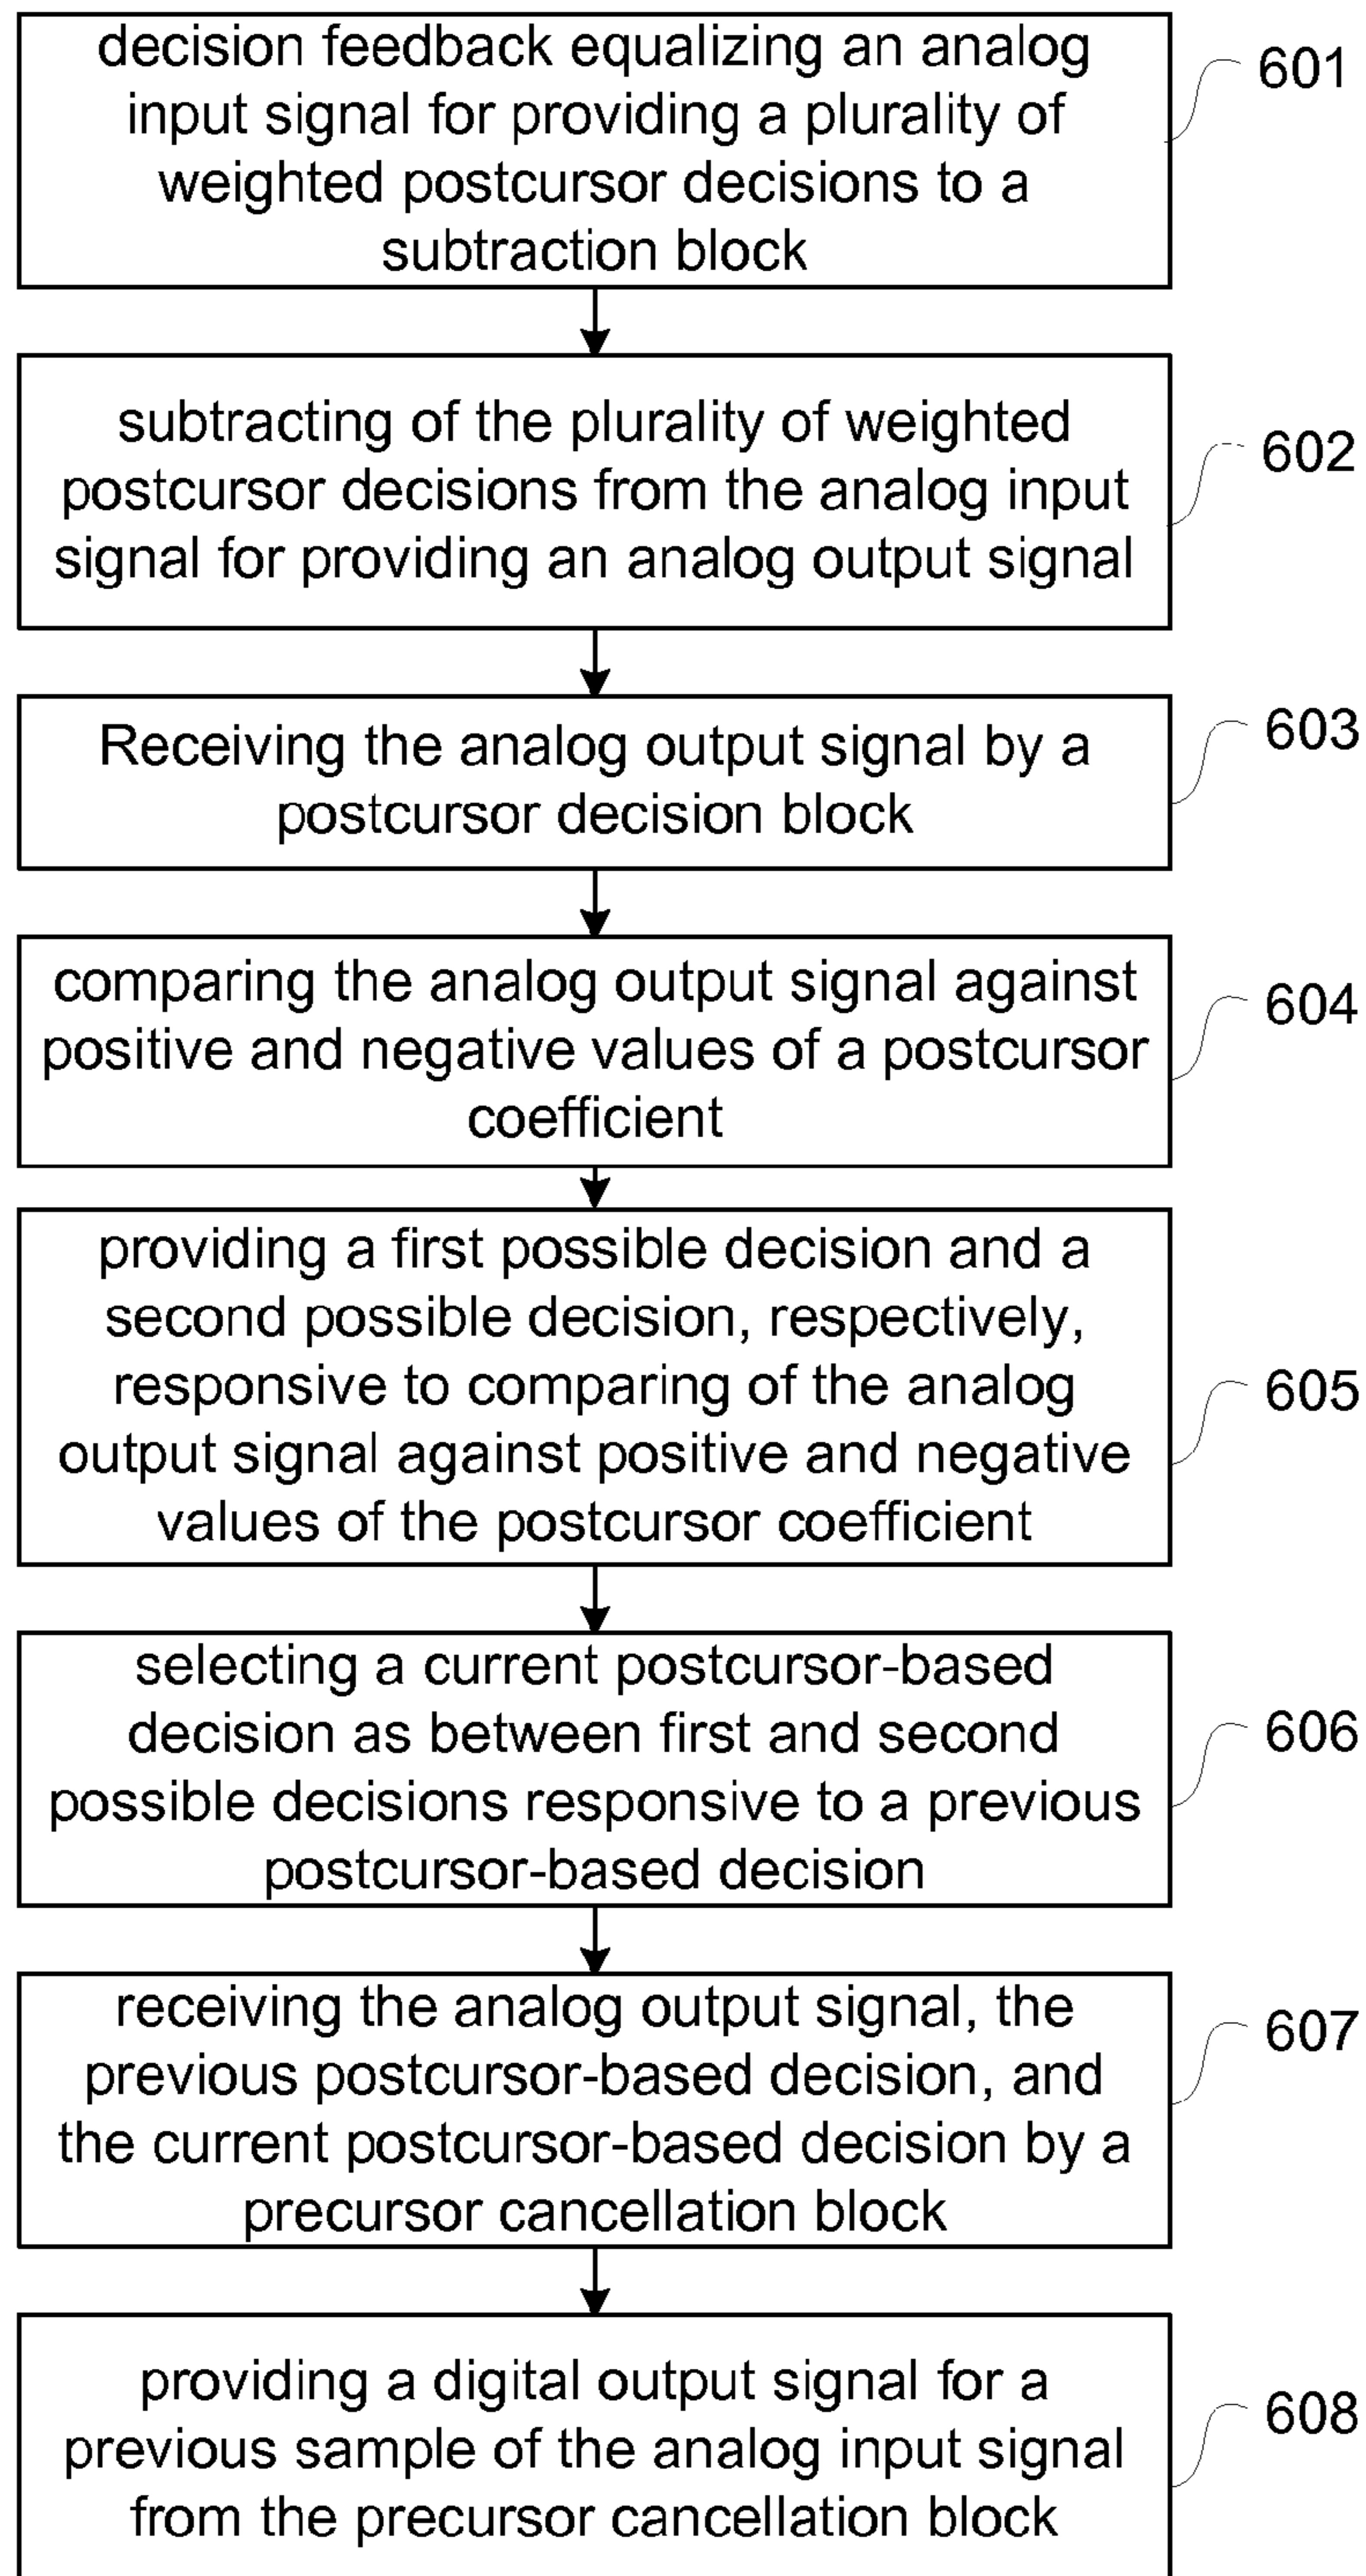 decision feedback equalizing an analog
input signal for providing a plurality of
weighted postcursor decisions to a
subtraction block
601
subtracting of the plurality of weighted
postcursor decisions from the analog input
signal for providing an analog output signal
602
Receiving the analog output signal by a
postcursor decision block
603
comparing the analog output signal against
positive and negative values of a postcursor
coefficient
604
providing a first possible decision and a
second possible decision, respectively,
responsive to comparing of the analog
output signal against positive and negative
values of the postcursor coefficient
605
selecting a current postcursor-based
decision as between first and second
possible decisions responsive to a previous
postcursor-based decision
606
receiving the analog output signal, the
previous postcursor-based decision, and
the current postcursor-based decision by a
precursor cancellation block
607
providing a digital output signal for a
previous sample of the analog input signal
from the precursor cancellation block
608